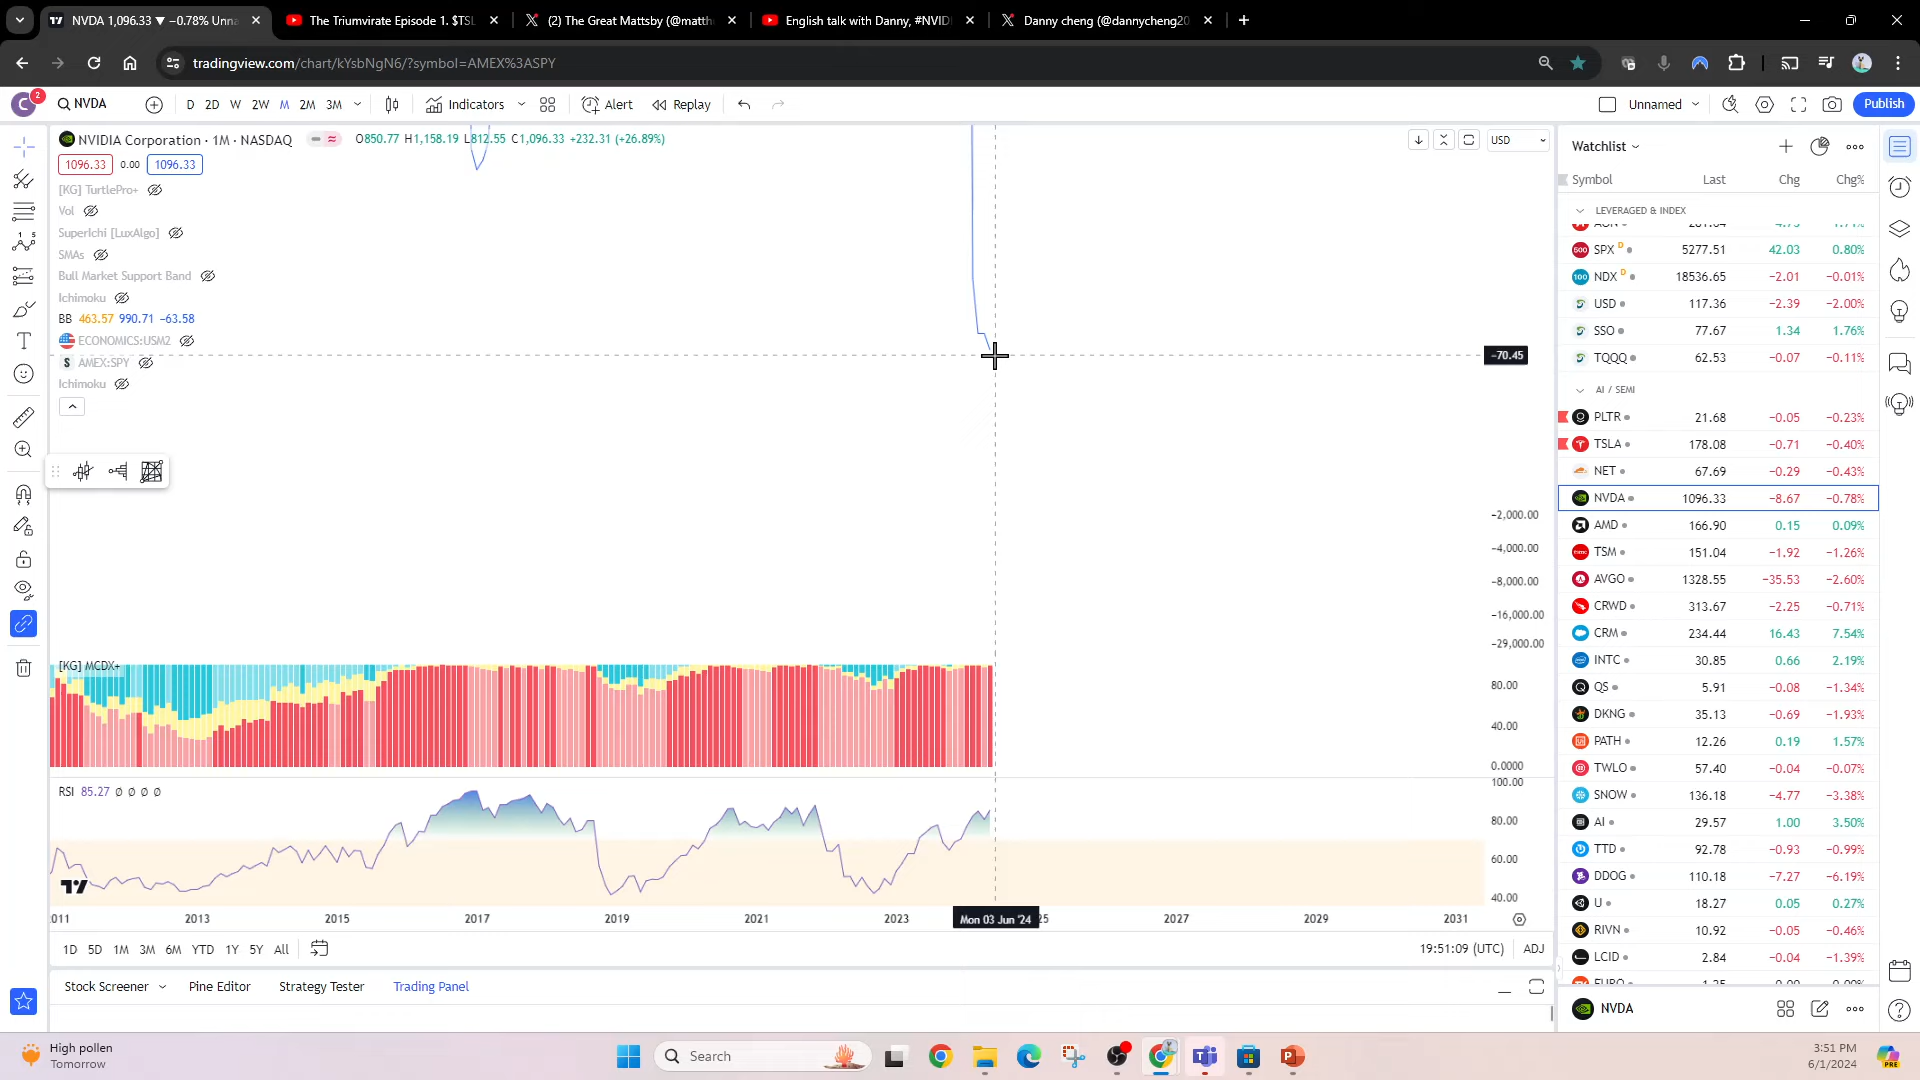 NVDA 1,096.33 ▼ −0.78% Unna
The Triumvirate Episode 1. $TSL
(2) The Great Mattsby (@matth
English talk with Danny, #NVIDI
Danny cheng (@dannycheng20
tradingview.com/chart/kYsbNgN6/?symbol=AMEX%3ASPY
C 2 NVDA D 2D W 2W M 2M 3M Indicators Alert Replay Unnamed Publish
NVIDIA Corporation · 1M · NASDAQ O850.77 H1,158.19 L812.55 C1,096.33 +232.31 (+26.89%) USD
1096.33 0.00 1096.33
[KG] TurtlePro+
Vol
SuperIchi [LuxAlgo]
SMAs
Bull Market Support Band
Ichimoku
BB 463.57 990.71 −63.58
ECONOMICS:USM2
S AMEX:SPY
Ichimoku
−70.45
−2,000.00
−4,000.00
−8,000.00
−16,000.00
−29,000.00
[KG] MCDX+
80.00
40.00
0.0000
RSI 85.27 ∅ ∅ ∅ ∅
100.00
80.00
60.00
40.00
2011 2013 2015 2017 2019 2021 2023 Mon 03 Jun '24 25 2027 2029 2031
1D 5D 1M 3M 6M YTD 1Y 5Y All 19:51:09 (UTC) ADJ
Stock Screener Pine Editor Strategy Tester Trading Panel
Watchlist
Symbol Last Chg Chg%
LEVERAGED & INDEX
SPX D 5277.51 42.03 0.80%
NDX D 18536.65 −2.01 −0.01%
USD 117.36 −2.39 −2.00%
SSO 77.67 1.34 1.76%
TQQQ 62.53 −0.07 −0.11%
AI / SEMI
PLTR 21.68 −0.05 −0.23%
TSLA 178.08 −0.71 −0.40%
NET 67.69 −0.29 −0.43%
NVDA 1096.33 −8.67 −0.78%
AMD 166.90 0.15 0.09%
TSM 151.04 −1.92 −1.26%
AVGO 1328.55 −35.53 −2.60%
CRWD 313.67 −2.25 −0.71%
CRM 234.44 16.43 7.54%
INTC 30.85 0.66 2.19%
QS 5.91 −0.08 −1.34%
DKNG 35.13 −0.69 −1.93%
PATH 12.26 0.19 1.57%
TWLO 57.40 −0.04 −0.07%
SNOW 136.18 −4.77 −3.38%
AI 29.57 1.00 3.50%
TTD 92.78 −0.93 −0.99%
DDOG 110.18 −7.27 −6.19%
U 18.27 0.05 0.27%
RIVN 10.92 −0.05 −0.46%
LCID 2.84 −0.04 −1.39%
NVDA
High pollen
Tomorrow
Search
3:51 PM
6/1/2024